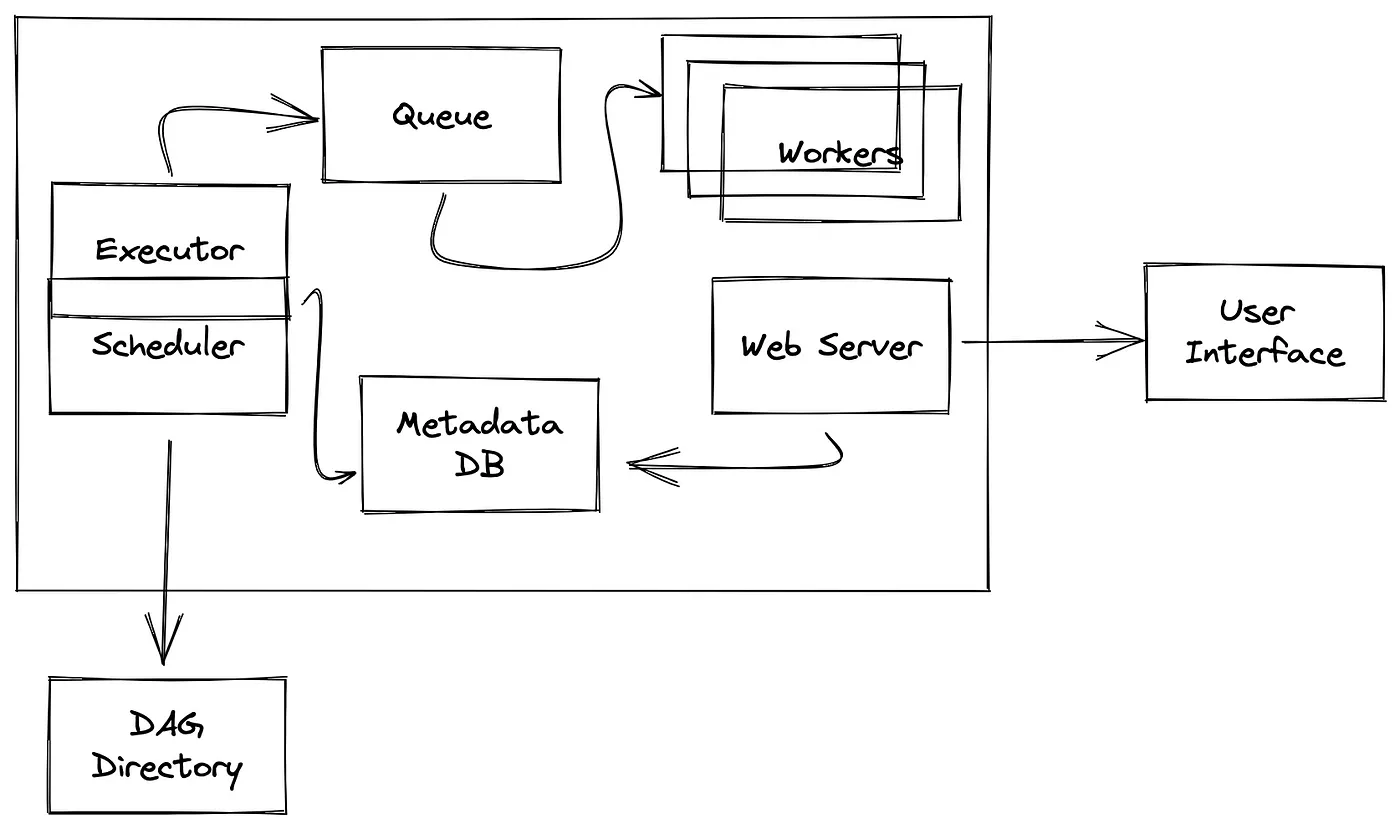 Queue
Workers
Executor
Scheduler
Web Server
User
Interface
Metadata
DB
DAG
Directory